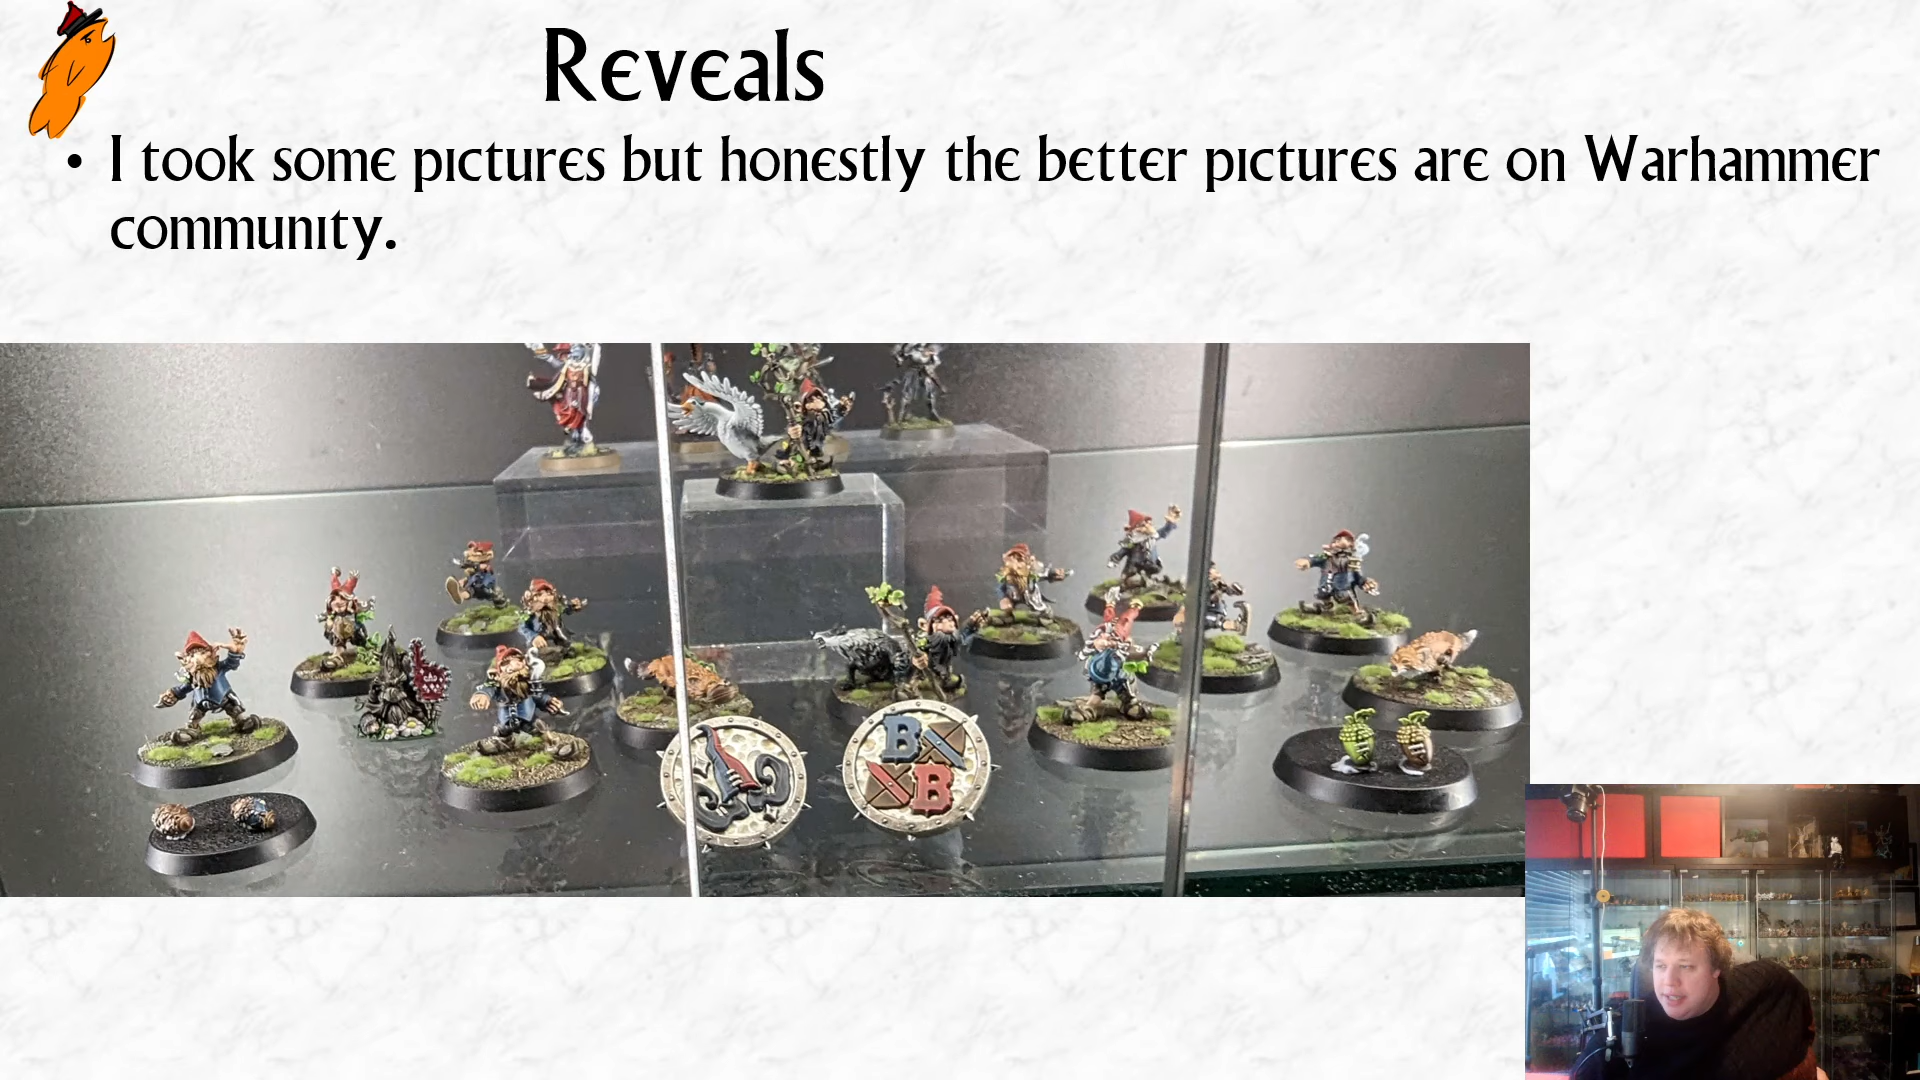 Reveals
• I took some pictures but honestly the better pictures are on Warhammer
community.
B
B